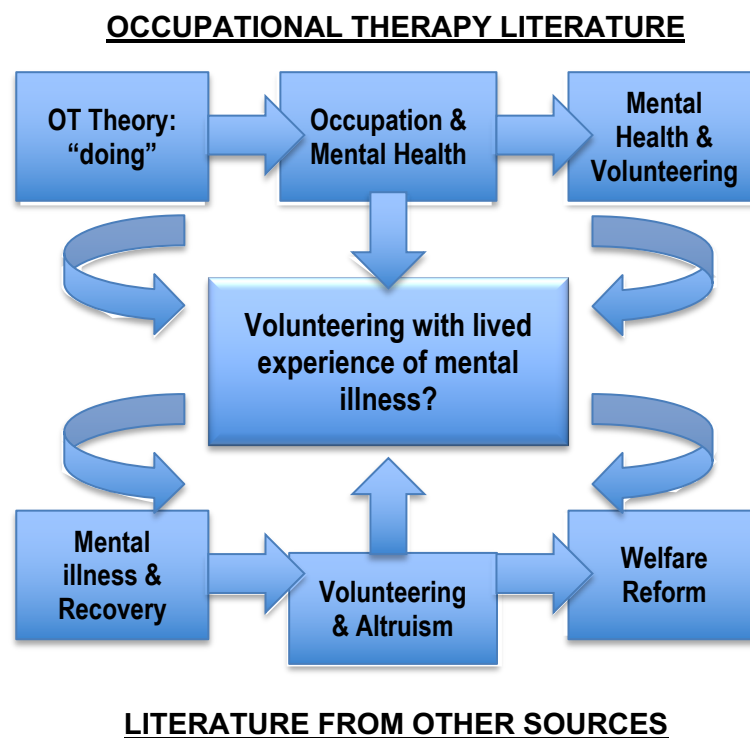 OCCUPATIONAL THERAPY LITERATURE
OT Theory:
“doing”
Occupation &
Mental Health
Mental
Health &
Volunteering
Volunteering with lived
experience of mental
illness?
Mental
illness &
Recovery
Volunteering
& Altruism
Welfare
Reform
LITERATURE FROM OTHER SOURCES